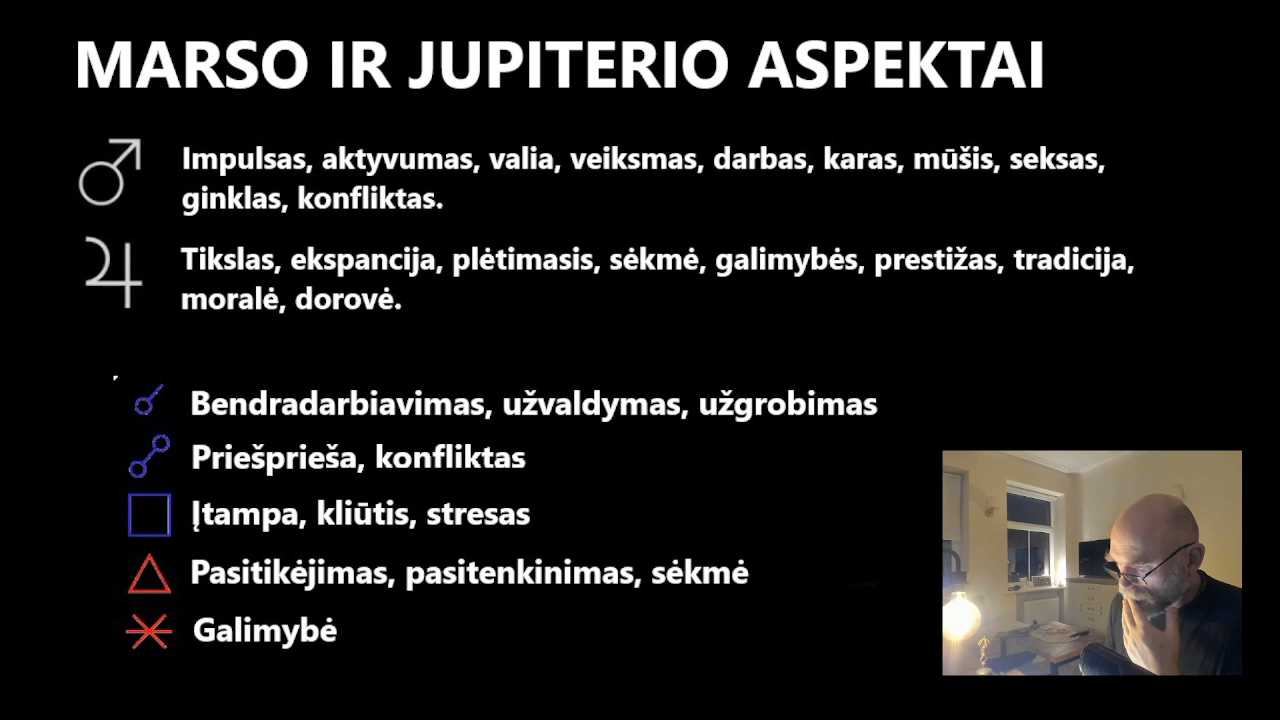 MARSO IR JUPITERIO ASPEKTAI
Impulsas, aktyvumas, valia, veiksmas, darbas, karas, mūšis, seksas,
ginklas, konfliktas.
Tikslas, ekspancija, plėtimasis, sėkmė, galimybės, prestižas, tradicija,
moralė, dorovė.
Bendradarbiavimas, užvaldymas, užgrobimas
Priešprieša, konfliktas
Įtampa, kliūtis, stresas
Pasitikėjimas, pasitenkinimas, sėkmė
Galimybė